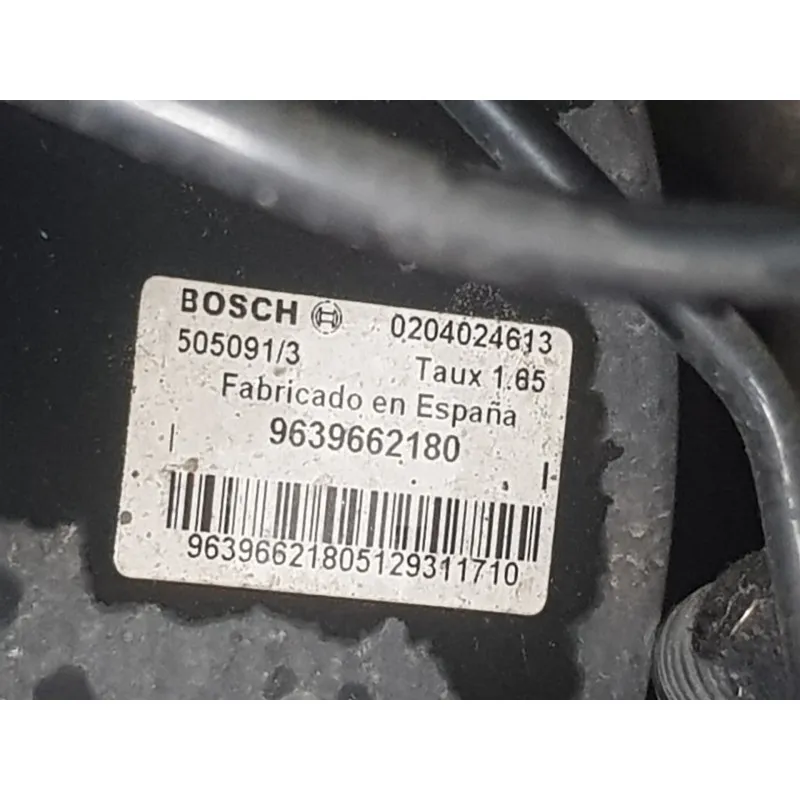 BOSCH 0204024613
505091/3 Taux 1.65
Fabricado en España
9639662180
96396621805129311710